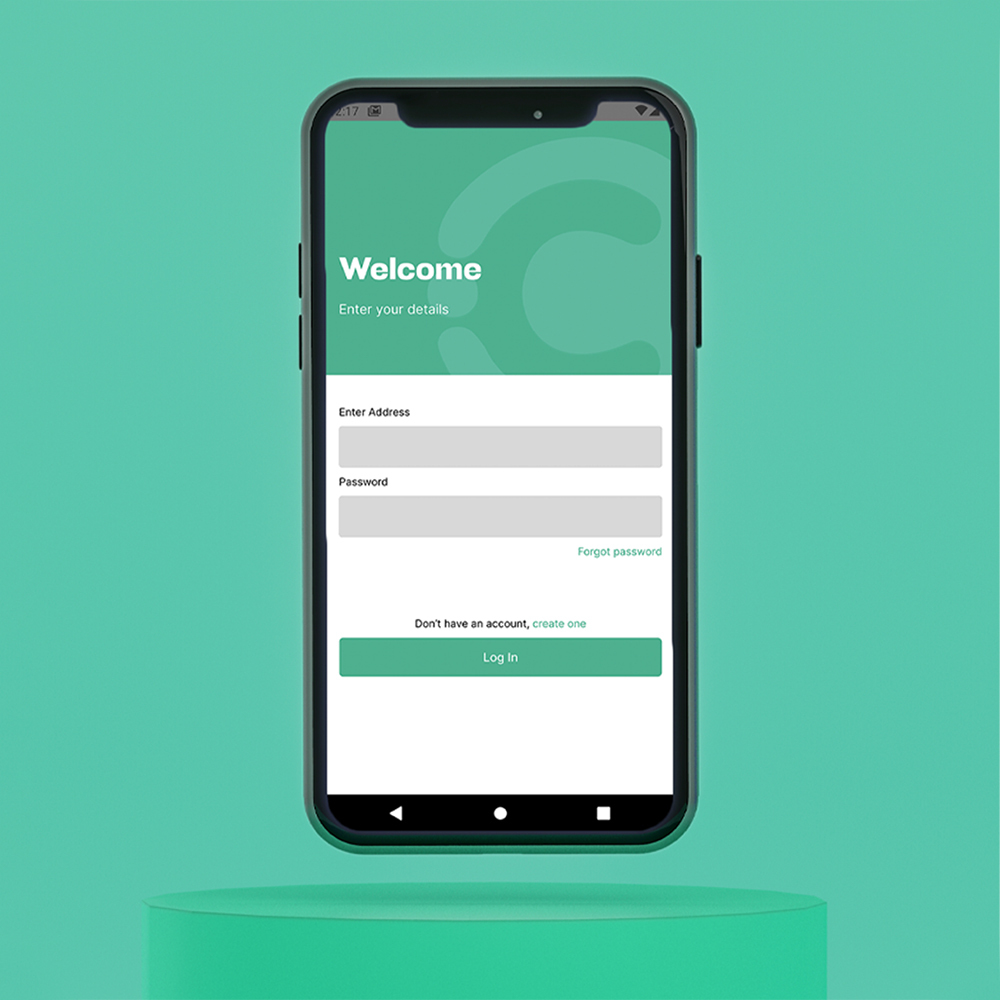 2:17
Welcome
Enter your details
Enter Address
Password
Forgot password
Don't have an account, create one
Log In